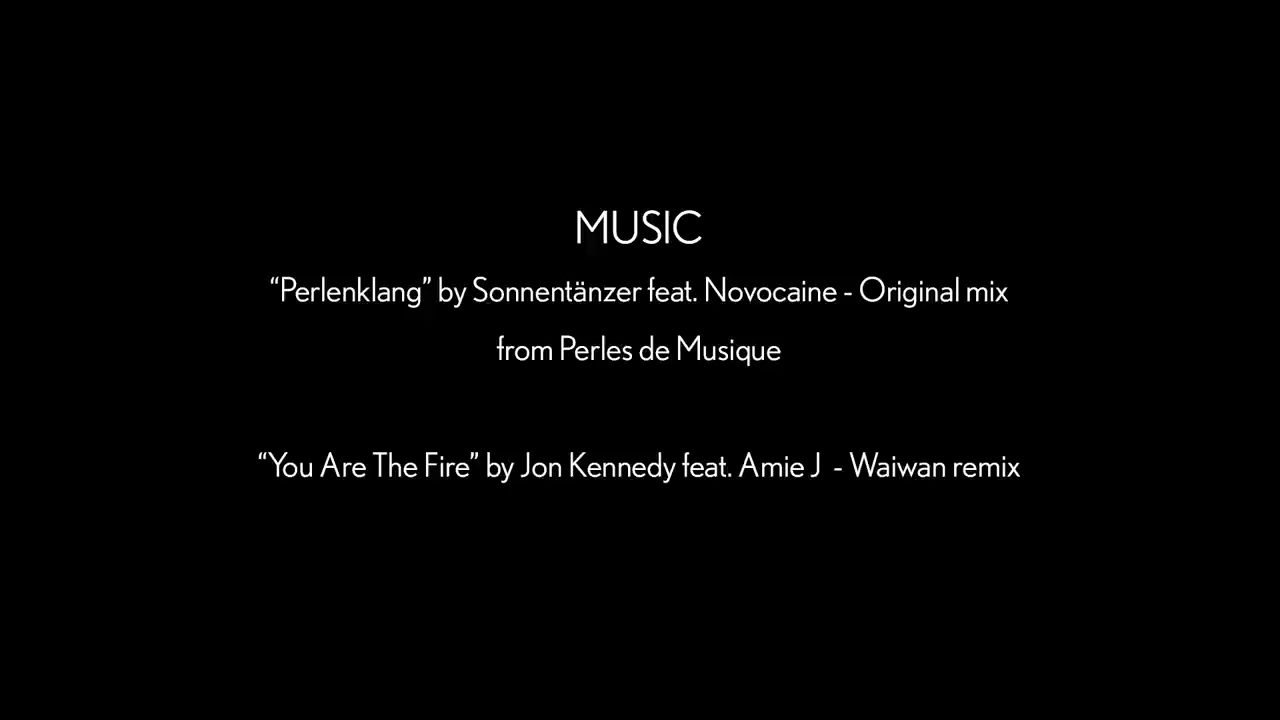 MUSIC
“Perlenklang” by Sonnentänzer feat. Novocaine - Original mix
from Perles de Musique
“You Are The Fire” by Jon Kennedy feat. Amie J  - Waiwan remix